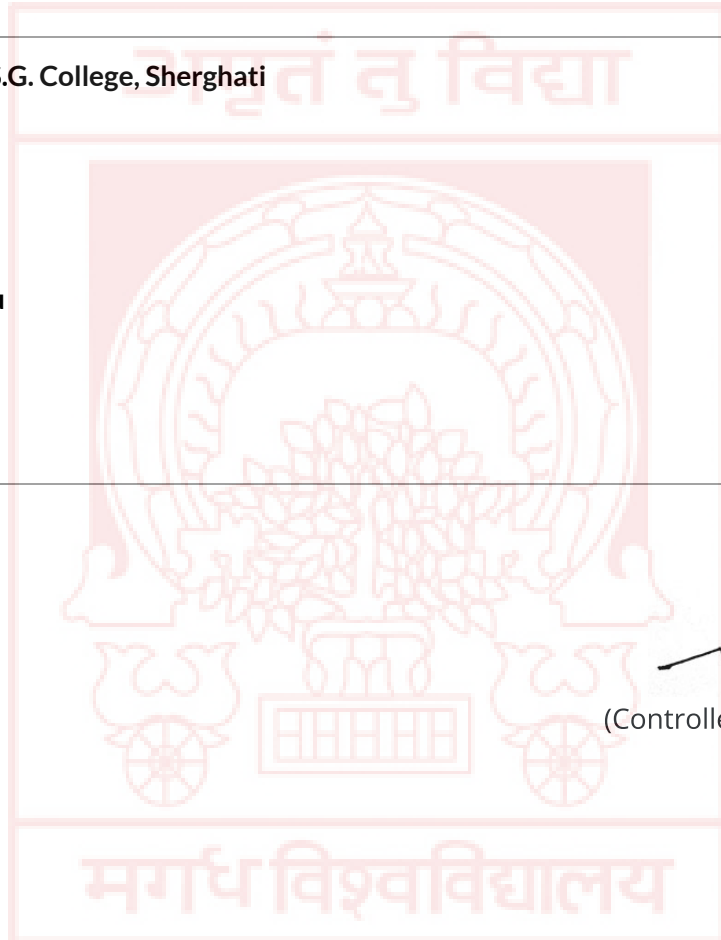 अमृतं तु विद्या
.G. College, Sherghati
(Controlle
मगध विश्वविद्यालय